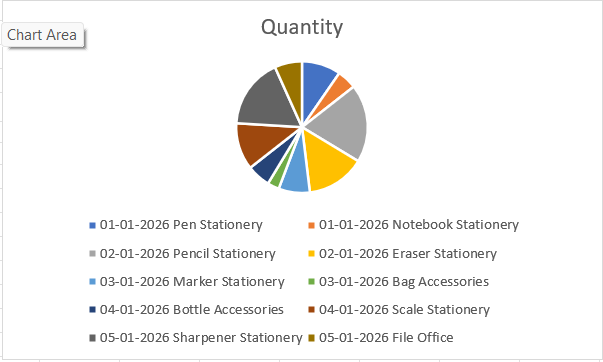 Quantity
Chart Area
01-01-2026 Pen Stationery
01-01-2026 Notebook Stationery
02-01-2026 Pencil Stationery
02-01-2026 Eraser Stationery
03-01-2026 Marker Stationery
03-01-2026 Bag Accessories
04-01-2026 Bottle Accessories
04-01-2026 Scale Stationery
05-01-2026 Sharpener Stationery
05-01-2026 File Office